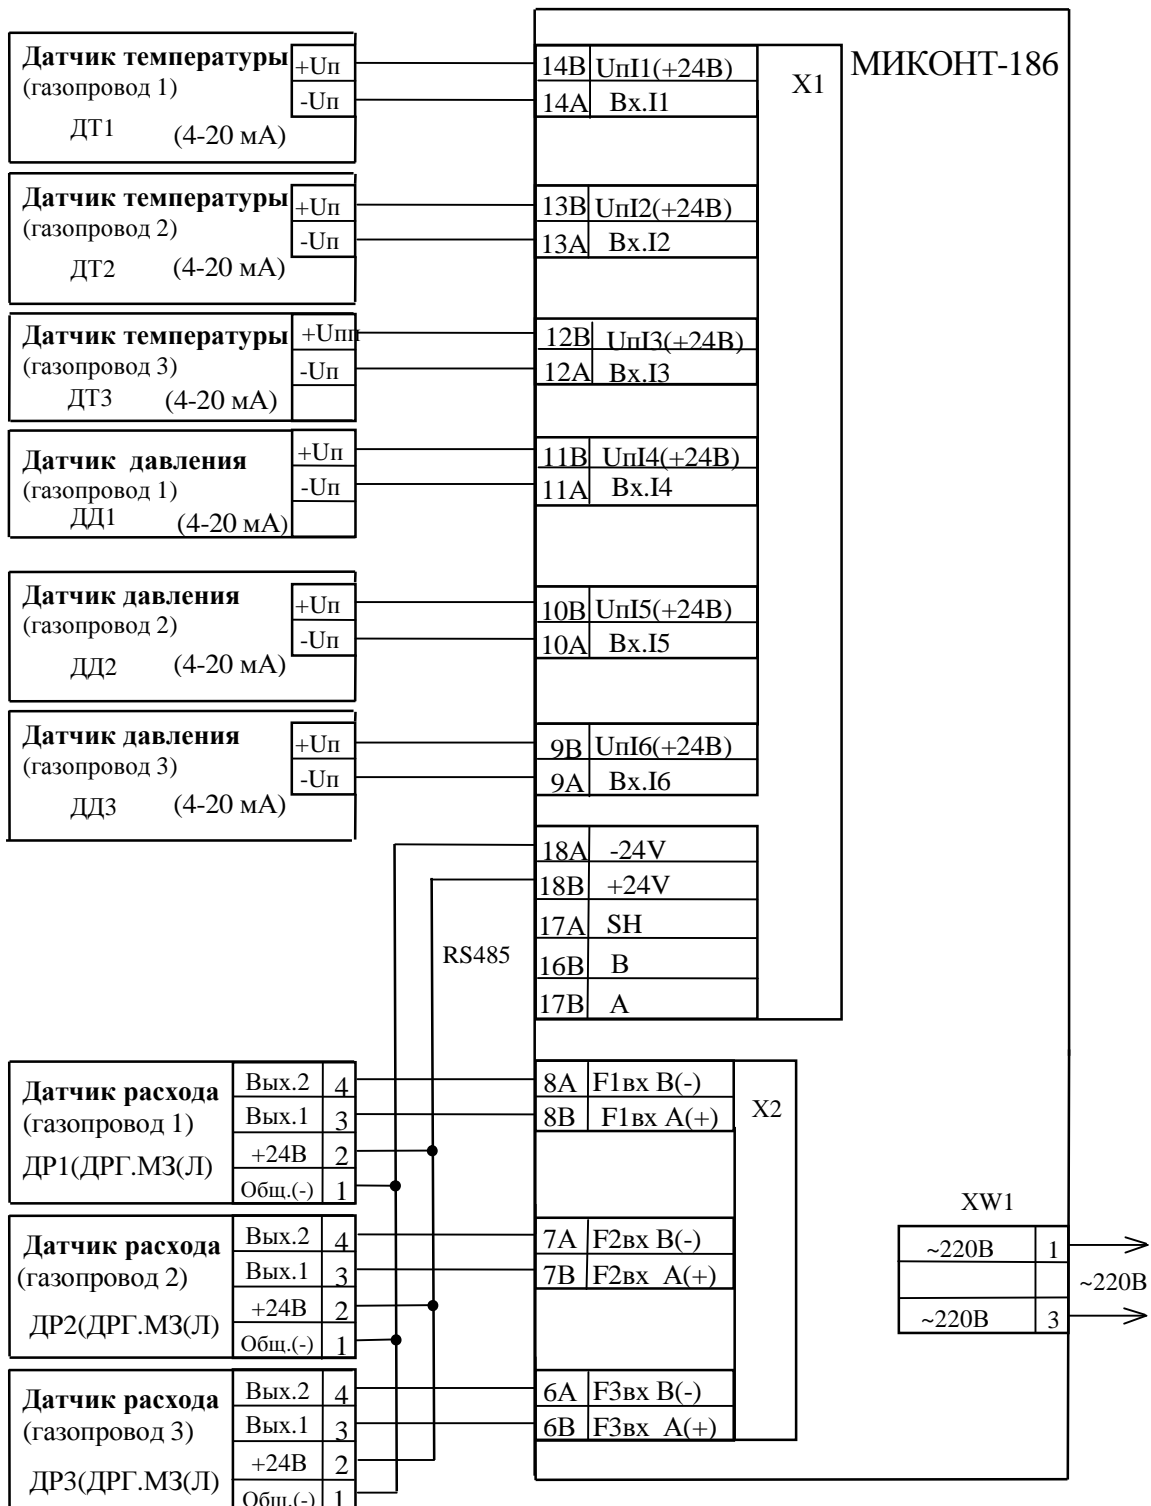 МИКОНТ-186
Датчик температуры
(газопровод 1)
ДТ1 (4-20 мА)
+Uп
-Uп
14В UпI1(+24В)
14А Вх.I1
X1
Датчик температуры
(газопровод 2)
ДТ2 (4-20 мА)
+Uп
-Uп
13В UпI2(+24В)
13А Вх.I2
Датчик температуры
(газопровод 3)
ДТ3 (4-20 мА)
+Uпп
-Uп
12В UпI3(+24В)
12А Вх.I3
Датчик давления
(газопровод 1)
ДД1 (4-20 мА)
+Uп
-Uп
11В UпI4(+24В)
11А Вх.I4
Датчик давления
(газопровод 2)
ДД2 (4-20 мА)
+Uп
-Uп
10В UпI5(+24В)
10А Вх.I5
Датчик давления
(газопровод 3)
ДД3 (4-20 мА)
+Uп
-Uп
9В UпI6(+24В)
9А Вх.I6
18А -24V
18В +24V
17А SH
16В B
17В A
RS485
Датчик расхода
(газопровод 1)
ДР1(ДРГ.МЗ(Л)
Вых.2 4
Вых.1 3
+24В 2
Общ.(-) 1
8А F1вх В(-)
8В F1вх А(+)
X2
Датчик расхода
(газопровод 2)
ДР2(ДРГ.МЗ(Л)
Вых.2 4
Вых.1 3
+24В 2
Общ.(-) 1
7А F2вх В(-)
7В F2вх А(+)
XW1
~220В 1
~220В
~220В 3
Датчик расхода
(газопровод 3)
ДР3(ДРГ.МЗ(Л)
Вых.2 4
Вых.1 3
+24В 2
Общ.(-) 1
6А F3вх В(-)
6В F3вх А(+)